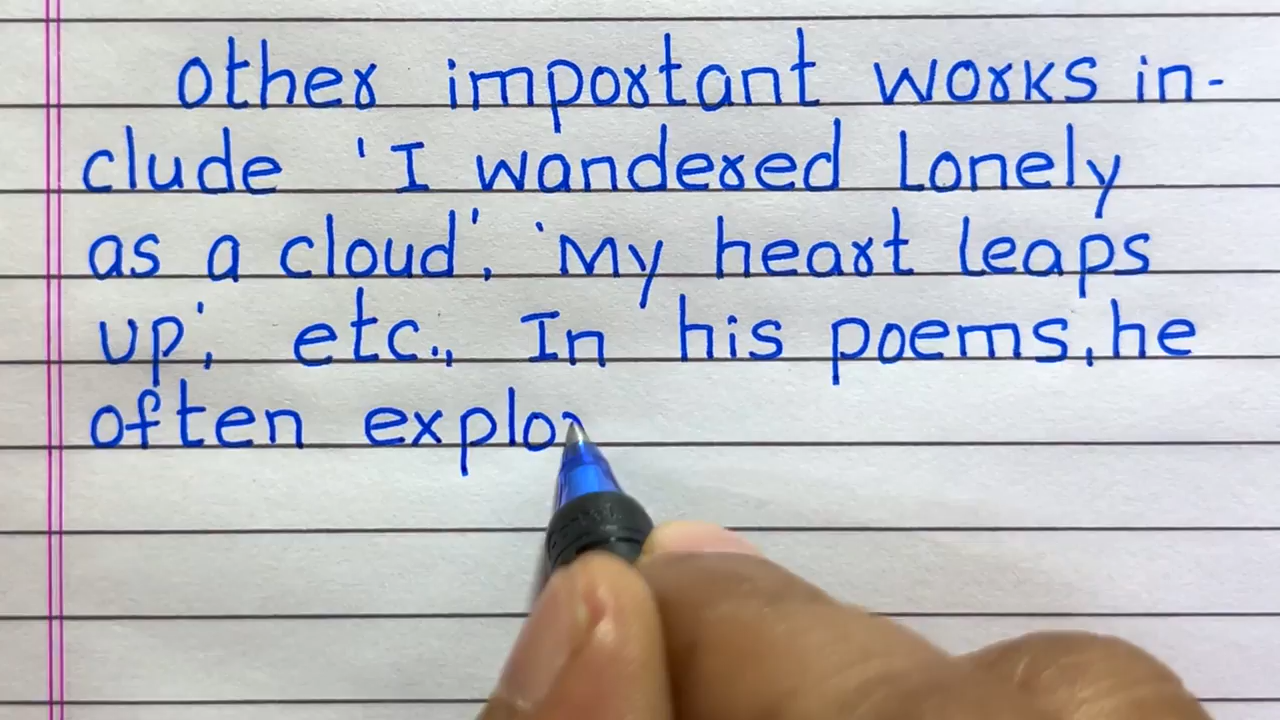 other important works in-
clude 'I wandered Lonely
as a cloud', 'My heart leaps
up', etc., In his poems, he
often explo